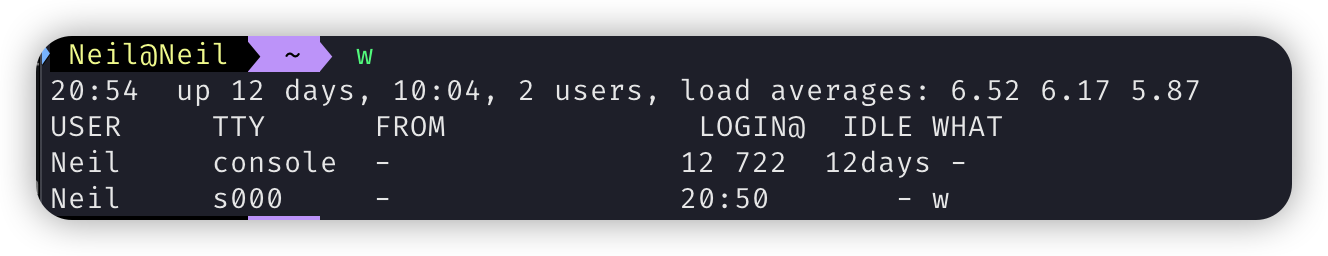 Neil@Neil ~ w
20:54  up 12 days, 10:04, 2 users, load averages: 6.52 6.17 5.87
USER     TTY      FROM              LOGIN@  IDLE WHAT
Neil     console  -                12 722  12days -
Neil     s000     -                20:50       - w